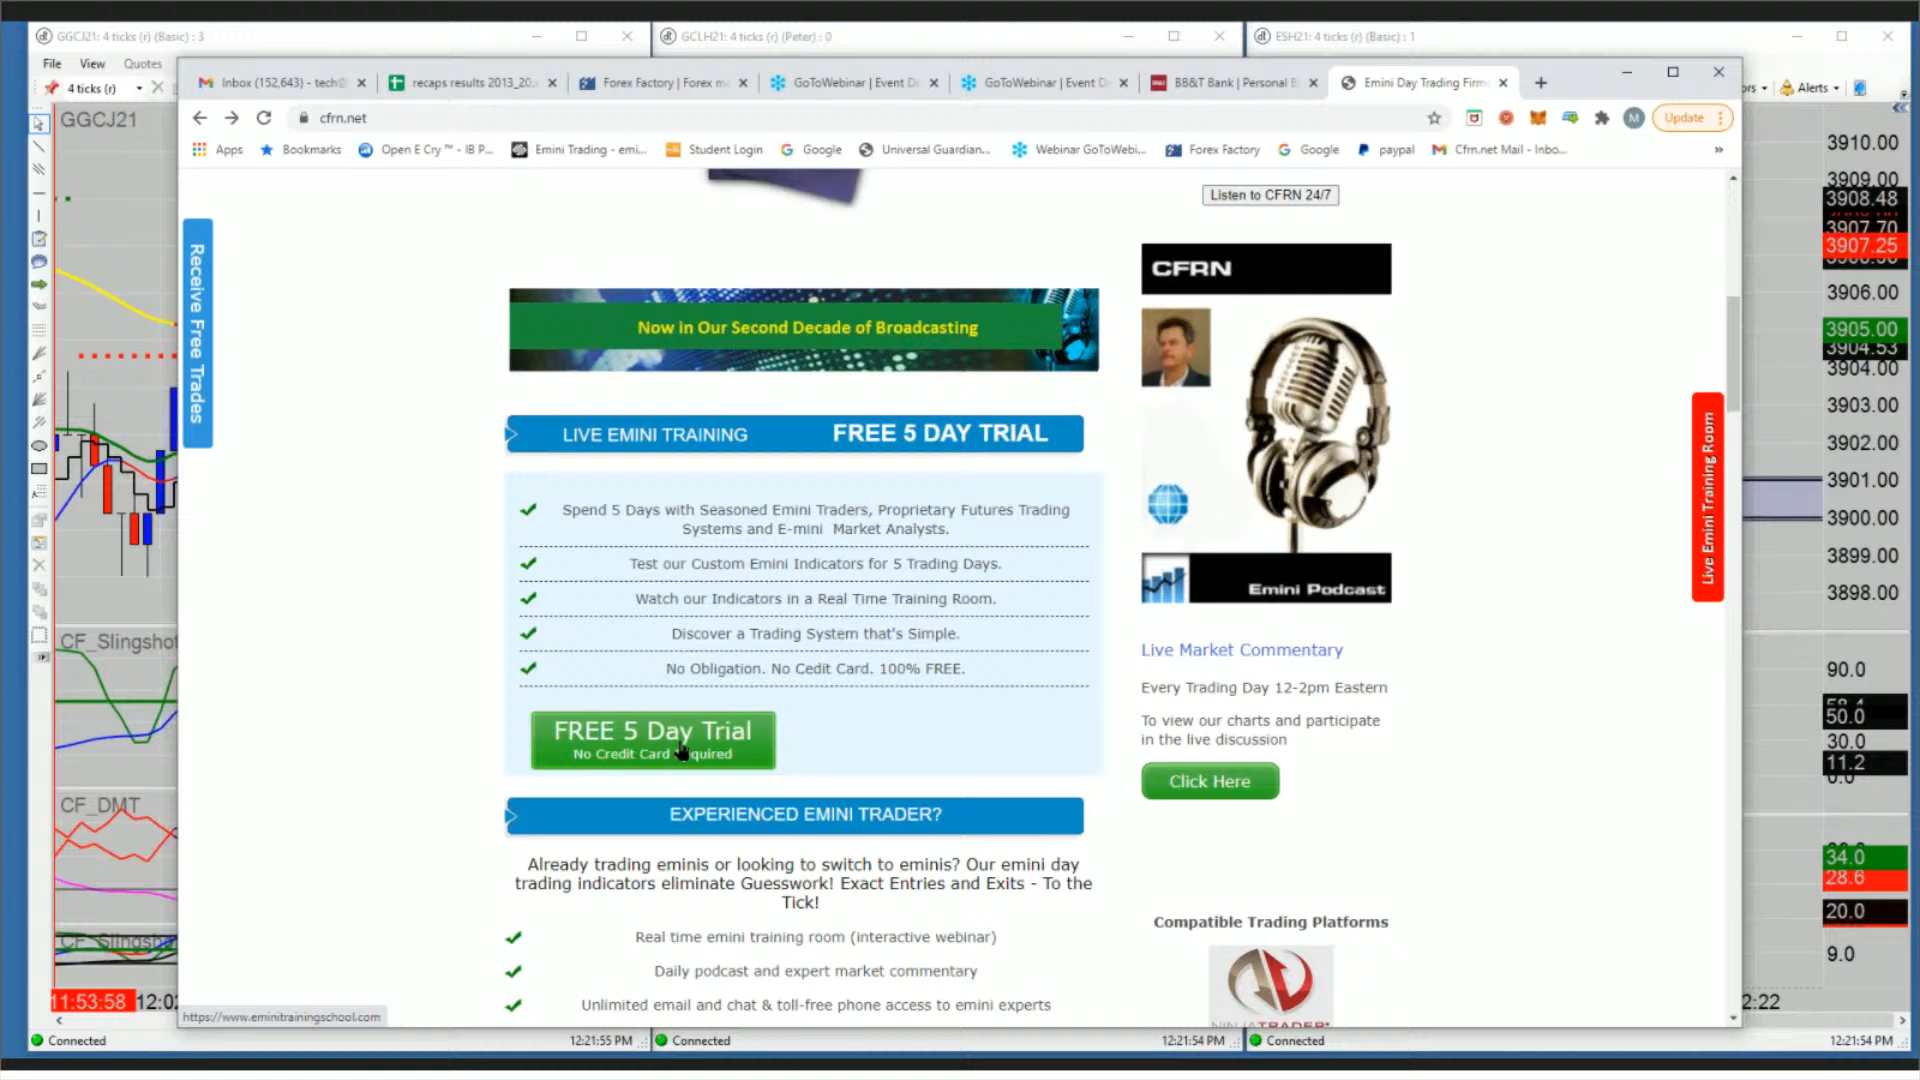 GGCJ21: 4 ticks (r) (Basic) : 3
GCLH21: 4 ticks (r) (Peter) : 0
ESH21: 4 ticks (r) (Basic) : 1
File View Quotes
4 ticks (r)
Alerts
Inbox (152,643) - tech@
recaps results 2013_20
Forex Factory | Forex m
GoToWebinar | Event D
GoToWebinar | Event D
BB&T Bank | Personal B
Emini Day Trading Firm
cfrn.net
Update
Apps
Bookmarks
Open E Cry ™ - IB P...
Emini Trading - emi...
Student Login
Google
Universal Guardian...
Webinar GoToWebi...
Forex Factory
Google
paypal
Cfrn.net Mail - Inbo...
»
GGCJ21
Receive Free Trades
Listen to CFRN 24/7
CFRN
Now in Our Second Decade of Broadcasting
LIVE EMINI TRAINING FREE 5 DAY TRIAL
Spend 5 Days with Seasoned Emini Traders, Proprietary Futures Trading
Systems and E-mini Market Analysts.
Test our Custom Emini Indicators for 5 Trading Days.
Watch our Indicators in a Real Time Training Room.
Discover a Trading System that's Simple.
No Obligation. No Cedit Card. 100% FREE.
FREE 5 Day Trial
No Credit Card
EXPERIENCED EMINI TRADER?
Already trading eminis or looking to switch to eminis? Our emini day
trading indicators eliminate Guesswork! Exact Entries and Exits - To the
Tick!
Real time emini training room (interactive webinar)
Daily podcast and expert market commentary
Unlimited email and chat & toll-free phone access to emini experts
Emini Podcast
Live Market Commentary
Every Trading Day 12-2pm Eastern
To view our charts and participate
in the live discussion
Click Here
Compatible Trading Platforms
NINJATRADER
Live Emini Training Room
CF_Slingshot
CF_DMT
CF_Slingsho
11:53:58
12:02
https://www.eminitrainingschool.com
3910.00
3909.00
3908.48
3907.70
3907.25
3906.00
3905.00
3904.53
3904.00
3903.00
3902.00
3901.00
3900.00
3899.00
3898.00
90.0
50.0
30.0
11.2
34.0
28.6
20.0
9.0
2:22
Connected
12:21:55 PM
Connected
12:21:54 PM
Connected
12:21:54 PM